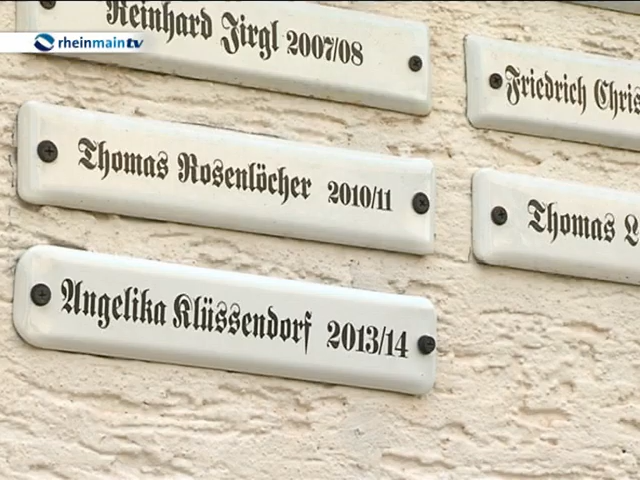 rheinmaintv
Reinhard Jirgl 2007/08
Friedrich Chris
Thomas Rosenlöcher 2010/11
Thomas L
Angelika Klüssendorf 2013/14